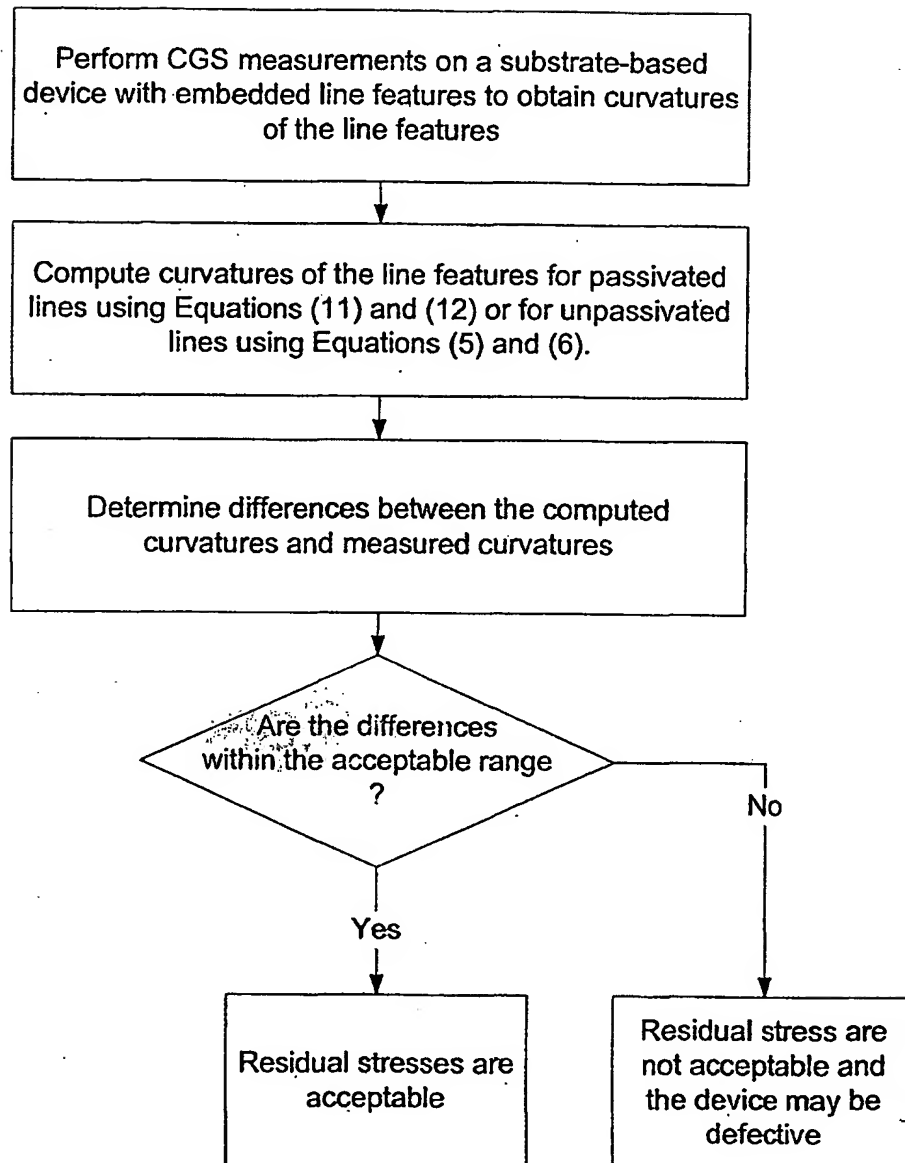 Perform CGS measurements on a substrate-based
device with embedded line features to obtain curvatures
of the line features
Compute curvatures of the line features for passivated
lines using Equations (11) and (12) or for unpassivated
lines using Equations (5) and (6).
Determine differences between the computed
curvatures and measured curvatures
Are the differences
within the acceptable range
?
No
Yes
Residual stresses are
acceptable
Residual stress are
not acceptable and
the device may be
defective